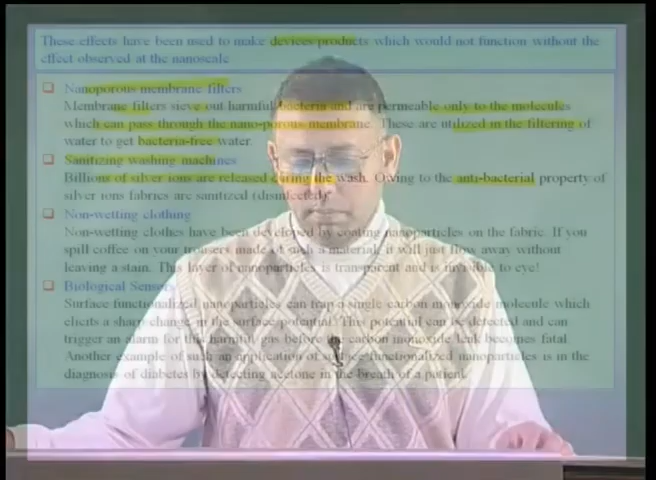 These effects have been used to make devices/products which would not function without the
effect observed at the nanoscale
Nanoporous membrane filters
Membrane filters sieve out harmful bacteria and are permeable only to the molecules
which can pass through the nano-porous membrane. These are utilized in the filtering of
water to get bacteria-free water.
Sanitizing washing machines
Billions of silver ions are released during the wash. Owing to the anti-bacterial property of
silver ions fabrics are sanitized (disinfected)
Non-wetting clothing
Non-wetting clothes have been developed by coating nanoparticles on the fabric. If you
spill coffee on your trousers made of such a material, it will just flow away without
leaving a stain. This layer of nanoparticles is transparent and is invisible to eye!
Biological Sensors
Surface functionalized nanoparticles can trap a single carbon monoxide molecule which
elicits a sharp change in the surface potential. This potential can be detected and can
trigger an alarm for this harmful gas before the carbon monoxide leak becomes fatal.
Another example of such an application of surface functionalized nanoparticles is in the
diagnosis of diabetes by detecting acetone in the breath of a patient.